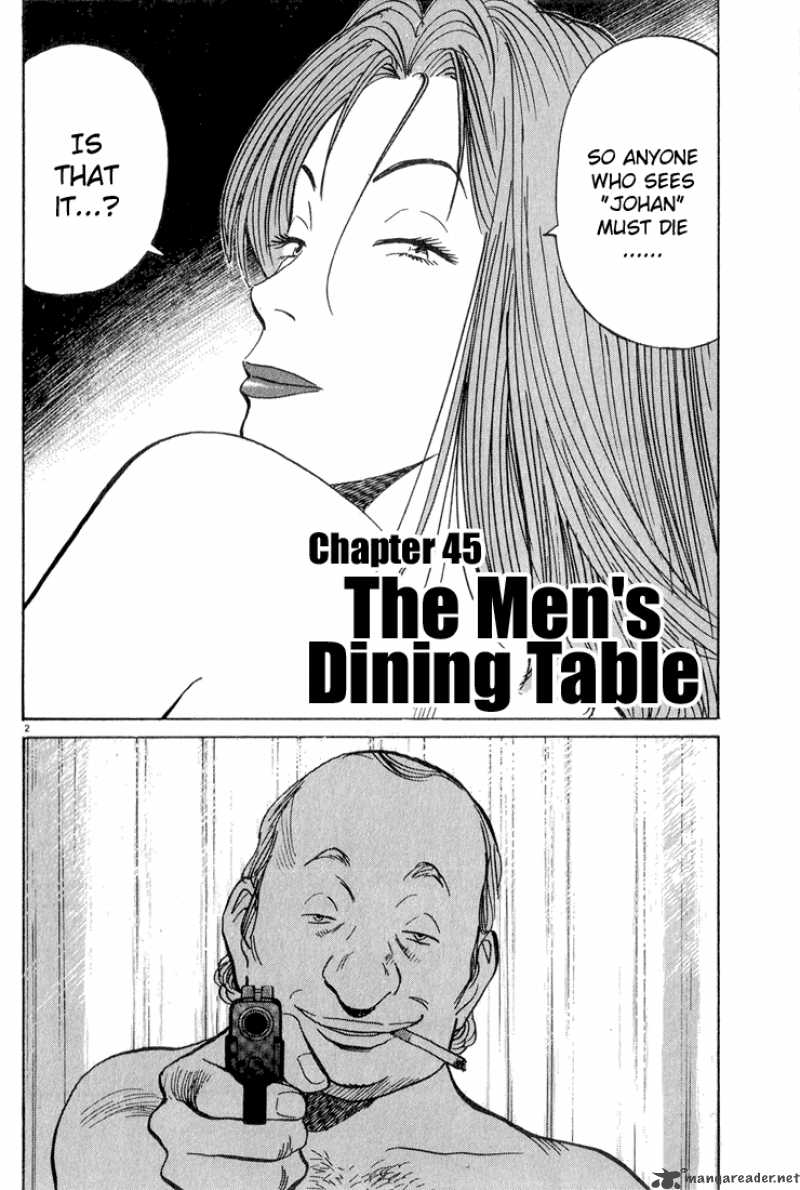 SO ANYONE
WHO SEES
"JOHAN"
MUST DIE
......
IS
THAT
IT...?
Chapter 45
The Men's
Dining Table
2
mangareader.net